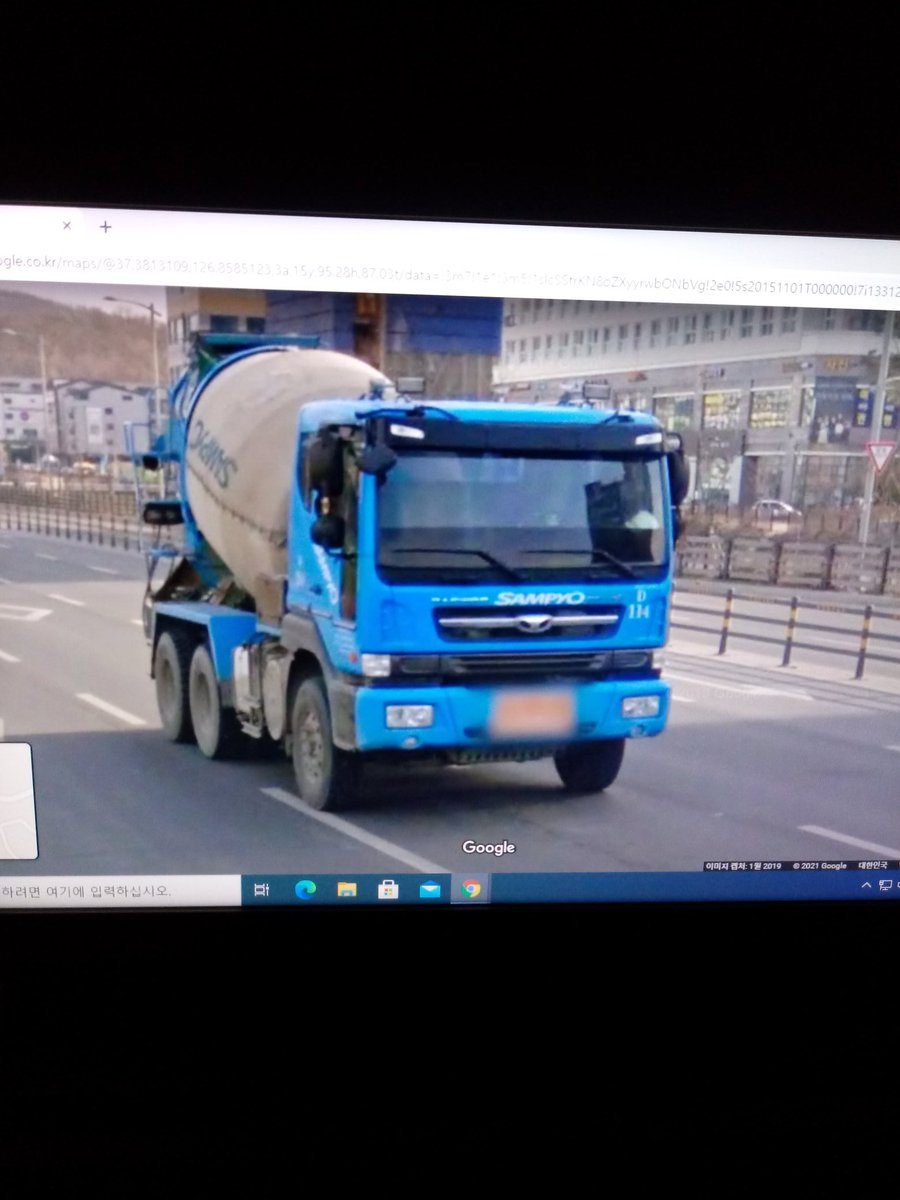 × +
ogle.co.kr/maps/@37.3813109,126.8585123,3a,15y,95.28h,87.03t/data=
SAMPYO
SAMPYO
D
114
Google
이미지 캡처: 1월 2019 © 2021 Google 대한민국
하려면 여기에 입력하십시오.